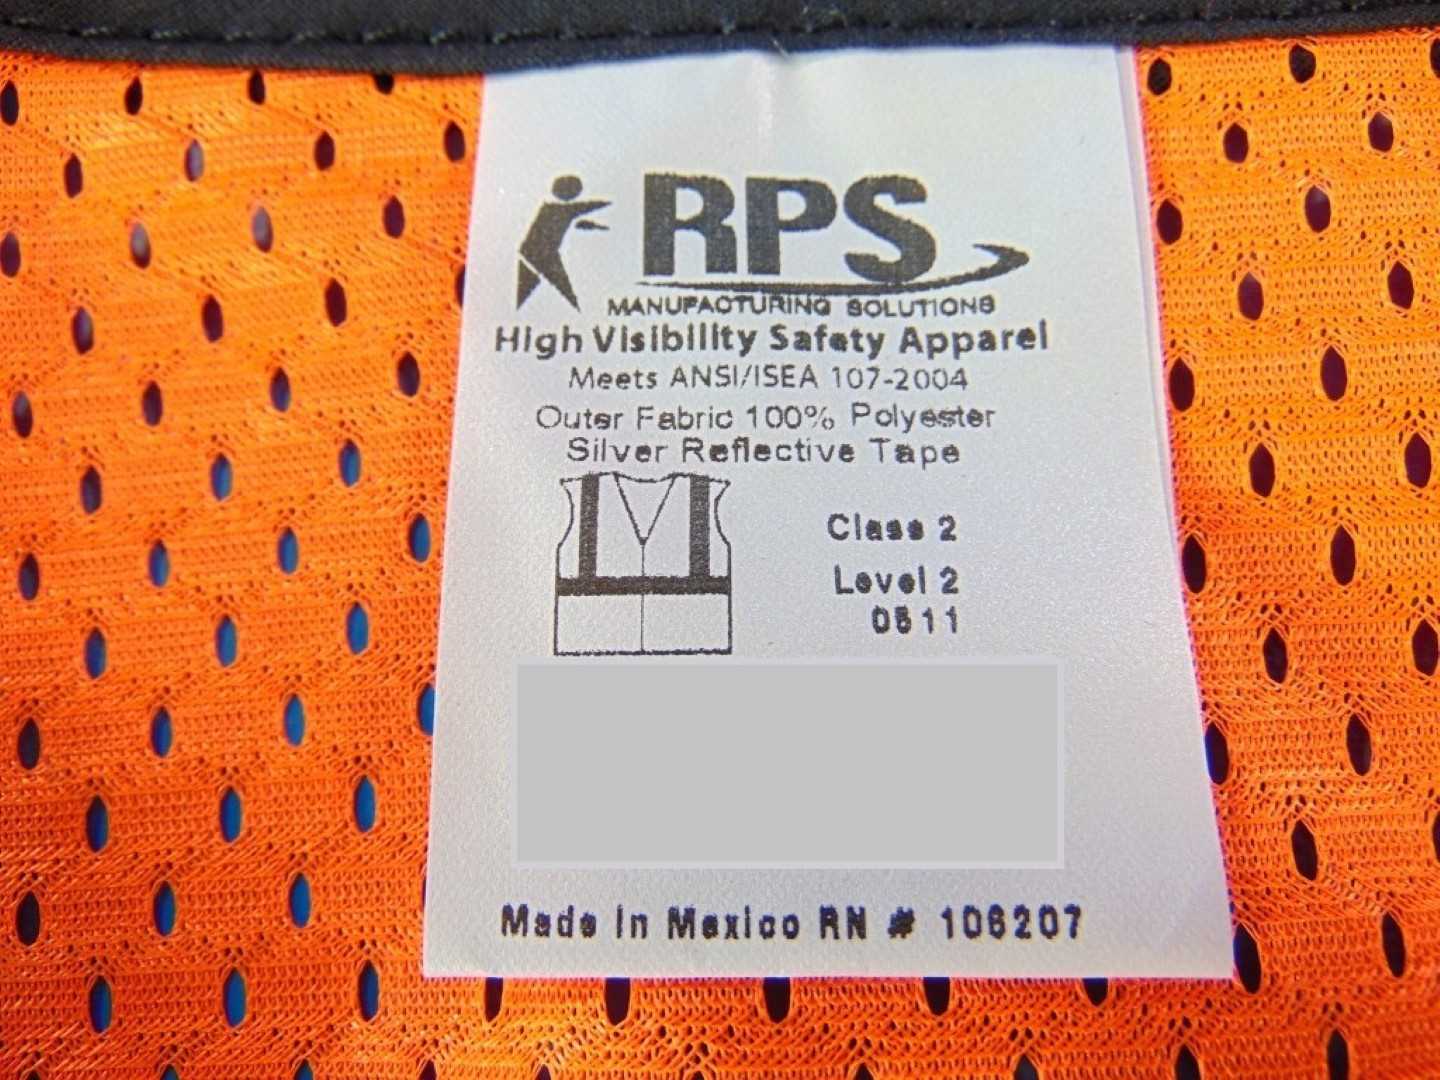 RPS
MANUFACTURING SOLUTIONS
High Visibility Safety Apparel
Meets ANSI/ISEA 107-2004
Outer Fabric 100% Polyester
Silver Reflective Tape
Class 2
Level 2
0511
Made In Mexico RN # 106207